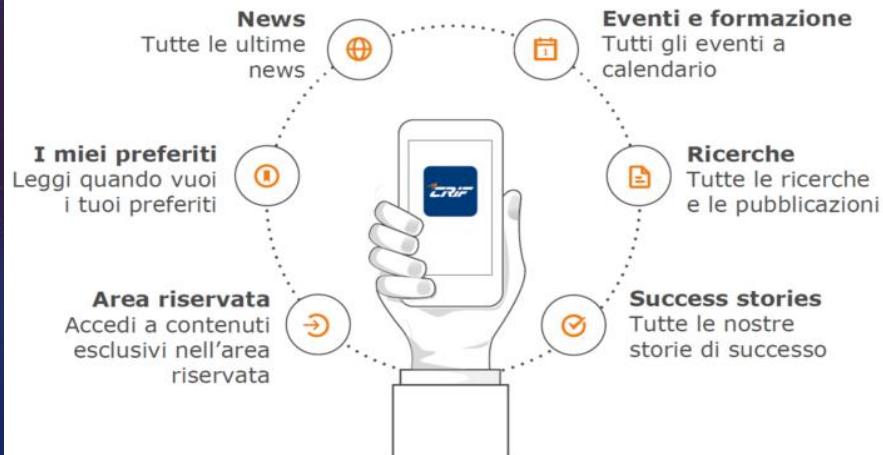 News
Tutte le ultime
news
Eventi e formazione
Tutti gli eventi a
calendario
1
I miei preferiti
Leggi quando vuoi
i tuoi preferiti
CRIF
Ricerche
Tutte le ricerche
e le pubblicazioni
Area riservata
Accedi a contenuti
esclusivi nell'area
riservata
Success stories
Tutte le nostre
storie di successo